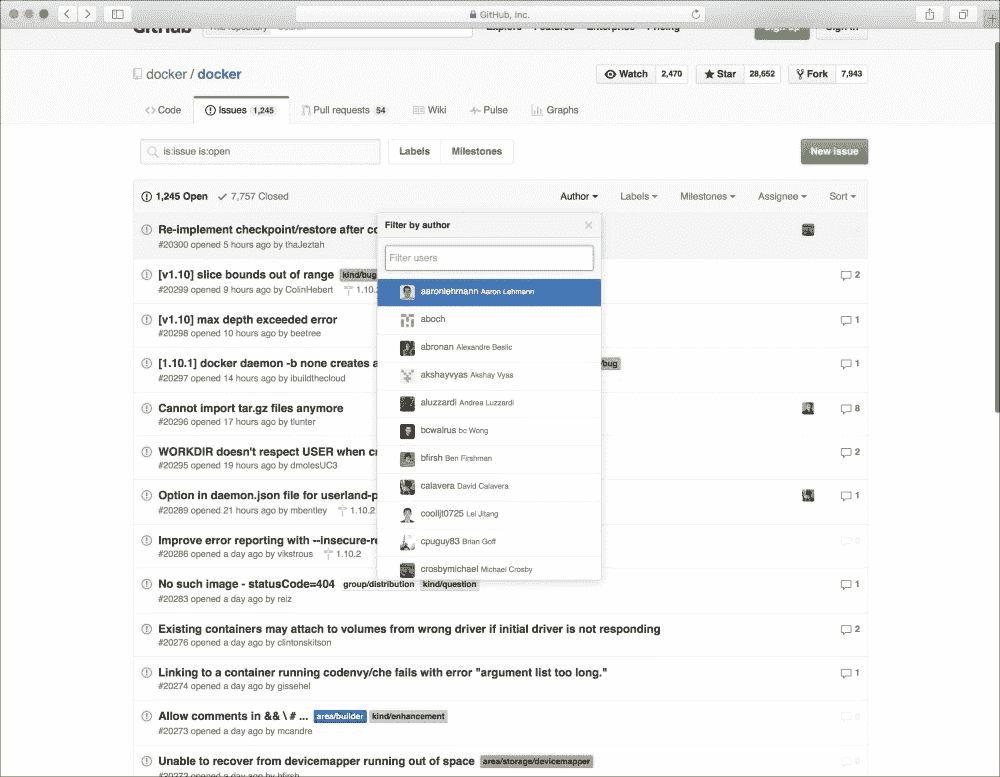 GitHub, Inc.
GitHub This repository Search Explore Features Enterprise Pricing Sign up Sign in
docker / docker
Watch 2,470 Star 28,652 Fork 7,943
Code Issues 1,245 Pull requests 54 Wiki Pulse Graphs
is:issue is:open Labels Milestones New issue
1,245 Open 7,757 Closed Author Labels Milestones Assignee Sort
Re-implement checkpoint/restore after co
#20300 opened 5 hours ago by thaJeztah
[v1.10] slice bounds out of range kind/bug 2
#20299 opened 9 hours ago by ColinHebert 1.10.
[v1.10] max depth exceeded error 1
#20298 opened 10 hours ago by beetree
[1.10.1] docker daemon -b none creates a /bug 1
#20297 opened 14 hours ago by ibuildthecloud
Cannot import tar.gz files anymore 8
#20296 opened 17 hours ago by tlunter
WORKDIR doesn't respect USER when cr 2
#20295 opened 19 hours ago by dmolesUC3
Option in daemon.json file for userland-p 1
#20289 opened 21 hours ago by mbentley 1.10.2
Improve error reporting with --insecure-re 0
#20286 opened a day ago by vikstrous 1.10.2
No such image - statusCode=404 group/distribution kind/question 1
#20283 opened a day ago by reiz
Existing containers may attach to volumes from wrong driver if initial driver is not responding 2
#20276 opened a day ago by clintonskitson
Linking to a container running codenvy/che fails with error "argument list too long." 1
#20274 opened a day ago by gissehel
Allow comments in && \ # ... area/builder kind/enhancement 0
#20273 opened a day ago by mcandre
Unable to recover from devicemapper running out of space area/storage/devicemapper 0
Filter by author
Filter users
aaronlehmann Aaron Lehmann
aboch
abronan Alexandre Beslic
akshayvyas Akshay Vyas
aluzzardi Andrea Luzzardi
bcwalrus bc Wong
bfirsh Ben Firshman
calavera David Calavera
coolljt0725 Lei Jitang
cpuguy83 Brian Goff
crosbymichael Michael Crosby